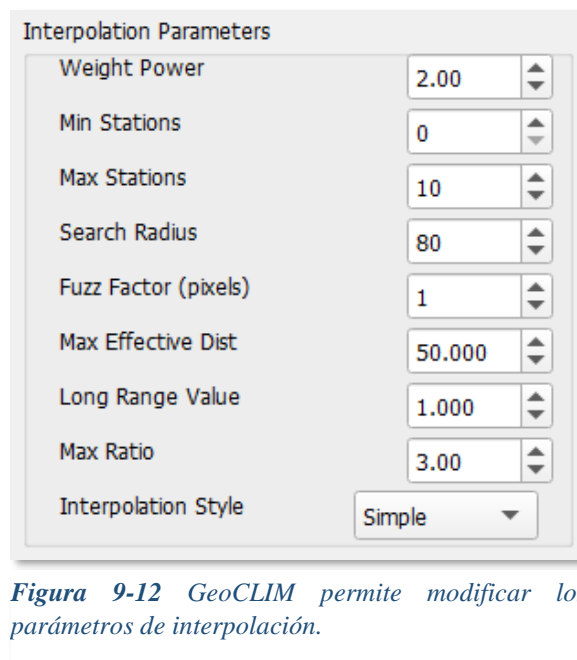 Interpolation Parameters
Weight Power 2.00
Min Stations 0
Max Stations 10
Search Radius 80
Fuzz Factor (pixels) 1
Max Effective Dist 50.000
Long Range Value 1.000
Max Ratio 3.00
Interpolation Style Simple
Figura 9-12 GeoCLIM permite modificar lo
parámetros de interpolación.